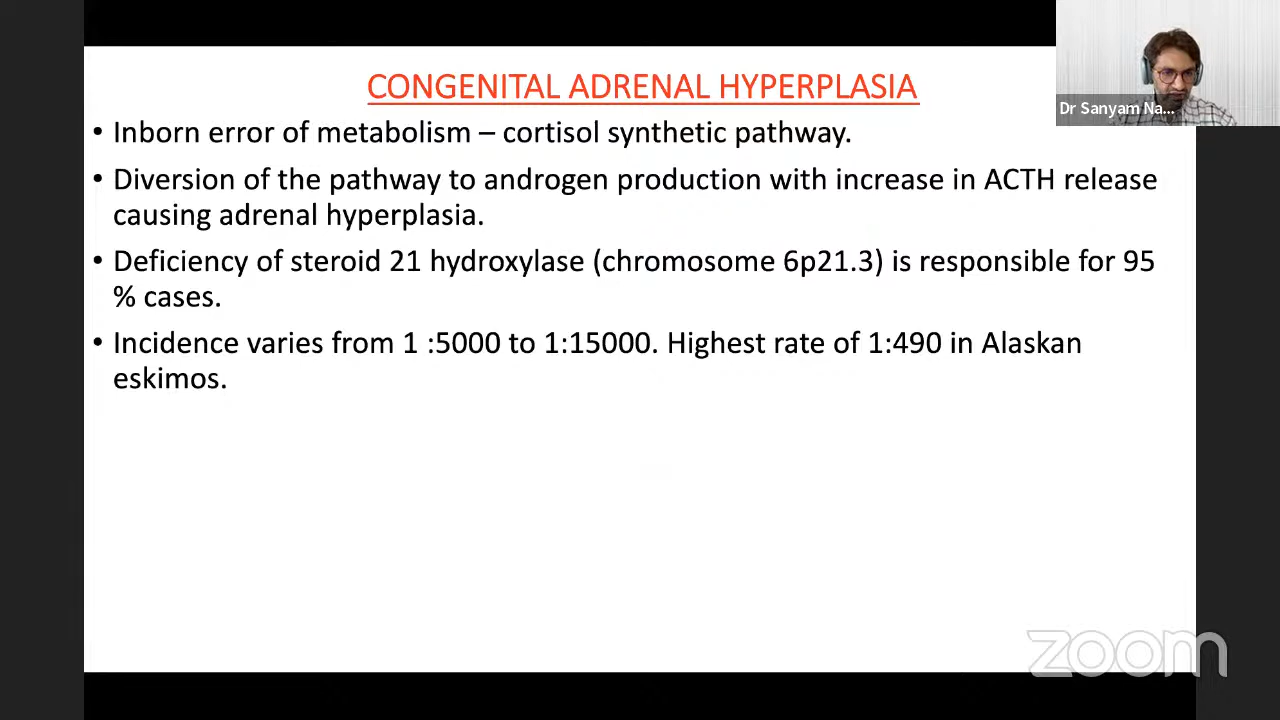 CONGENITAL ADRENAL HYPERPLASIA
• Inborn error of metabolism – cortisol synthetic pathway.
• Diversion of the pathway to androgen production with increase in ACTH release
causing adrenal hyperplasia.
• Deficiency of steroid 21 hydroxylase (chromosome 6p21.3) is responsible for 95
% cases.
• Incidence varies from 1 :5000 to 1:15000. Highest rate of 1:490 in Alaskan
eskimos.
Dr Sanyam Na...
zoom